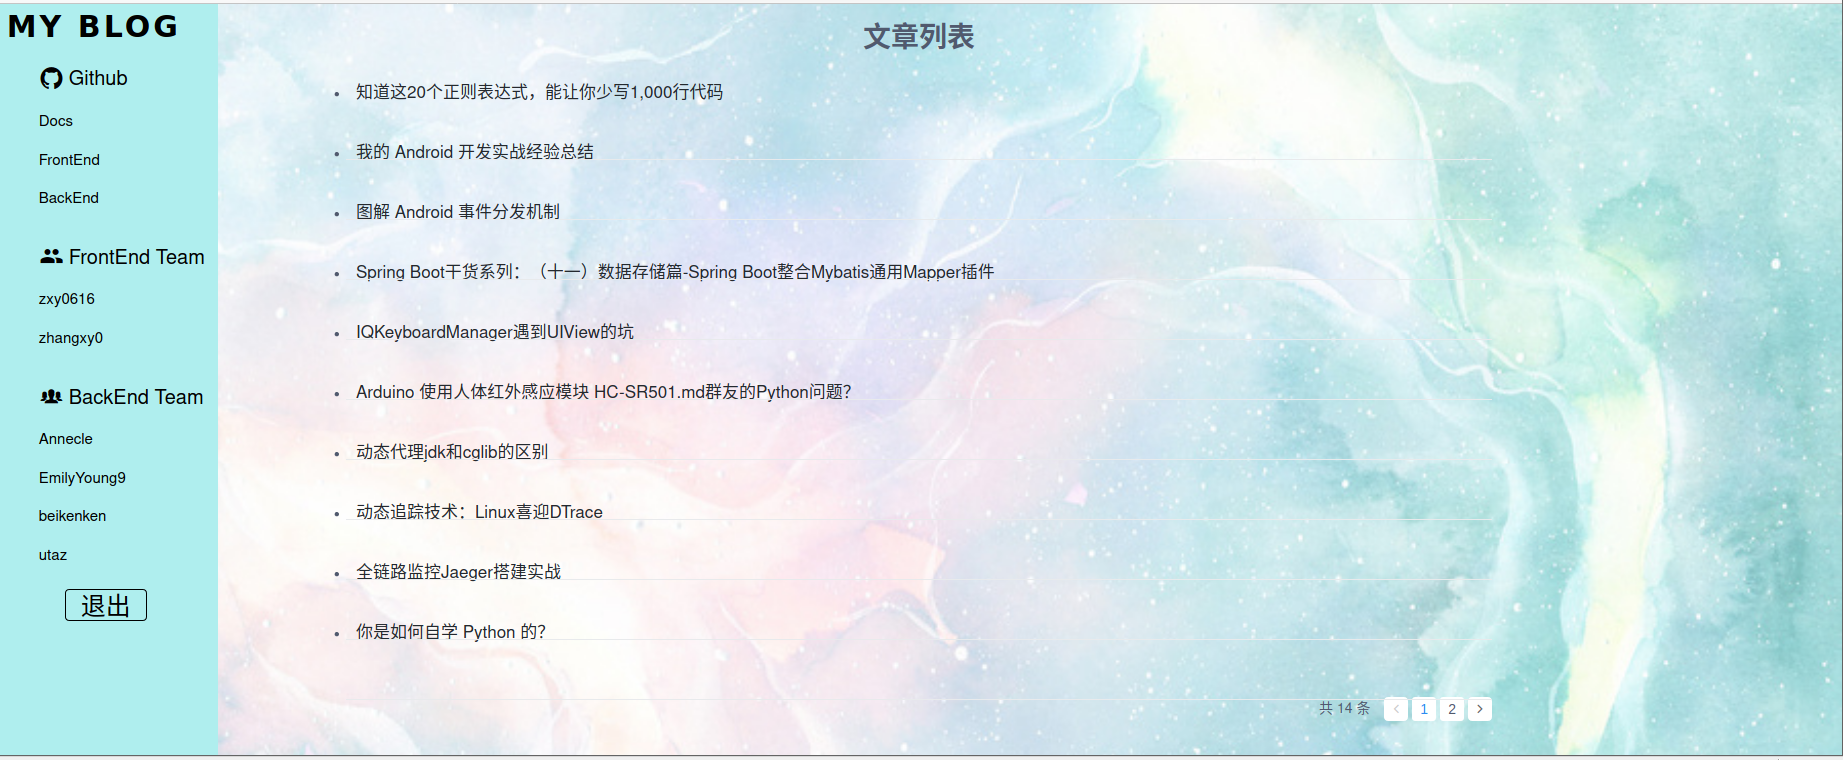 MY BLOG
Github
Docs
FrontEnd
BackEnd
FrontEnd Team
zxy0616
zhangxy0
BackEnd Team
Annecle
EmilyYoung9
beikenken
utaz
退出
文章列表
知道这20个正则表达式，能让你少写1,000行代码
我的 Android 开发实战经验总结
图解 Android 事件分发机制
Spring Boot干货系列：（十一）数据存储篇-Spring Boot整合Mybatis通用Mapper插件
IQKeyboardManager遇到UIView的坑
Arduino 使用人体红外感应模块 HC-SR501.md群友的Python问题？
动态代理jdk和cglib的区别
动态追踪技术：Linux喜迎DTrace
全链路监控Jaeger搭建实战
你是如何自学 Python 的？
共 14 条 1 2